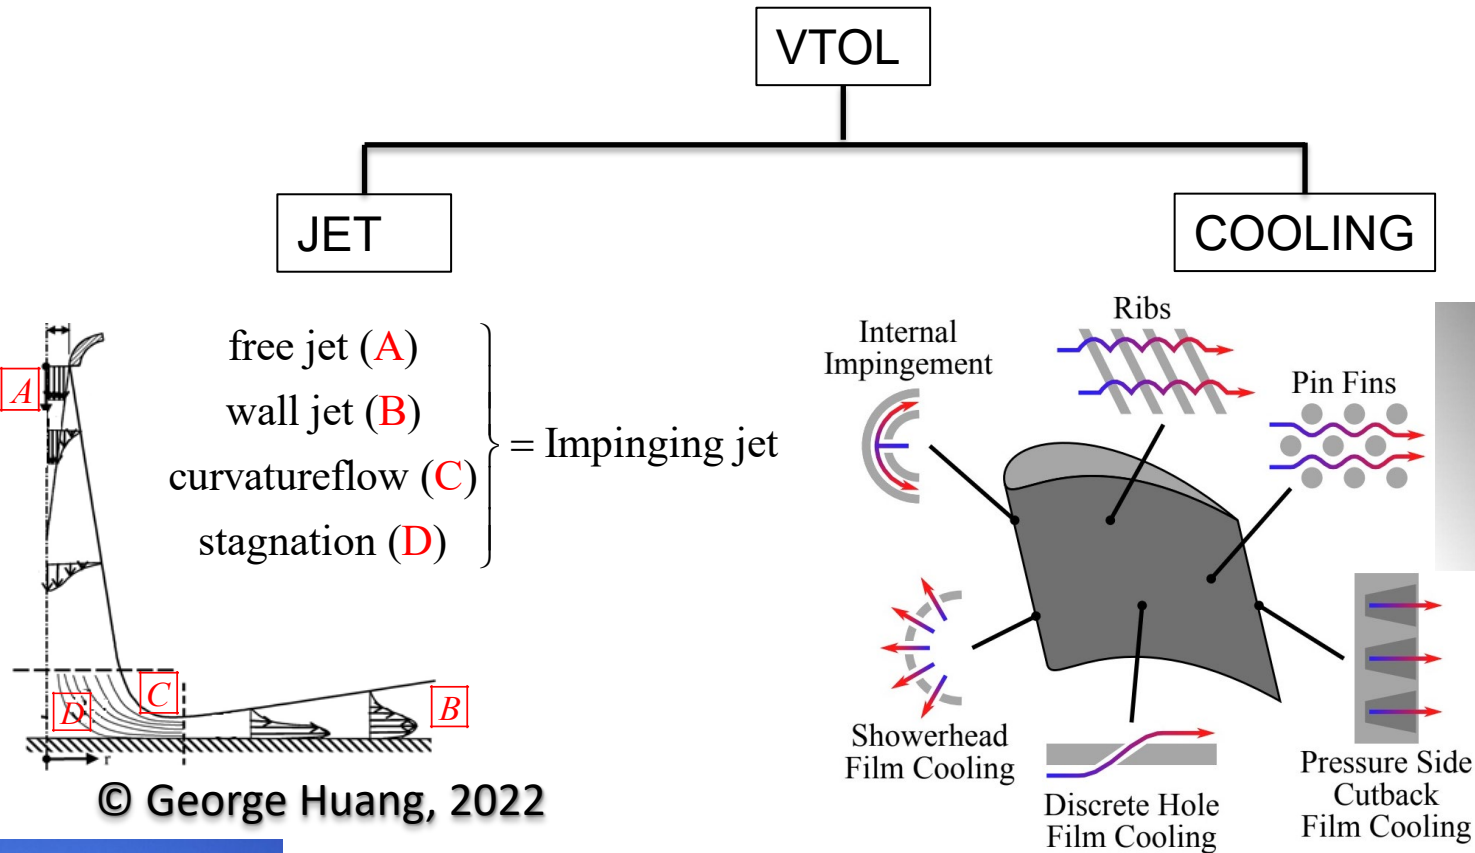 VTOL
JET
COOLING
free jet (A)
wall jet (B)
curvatureflow (C)
stagnation (D)
= Impinging jet
A
C
D
B
r
© George Huang, 2022
Internal
Impingement
Ribs
Pin Fins
Showerhead
Film Cooling
Discrete Hole
Film Cooling
Pressure Side
Cutback
Film Cooling